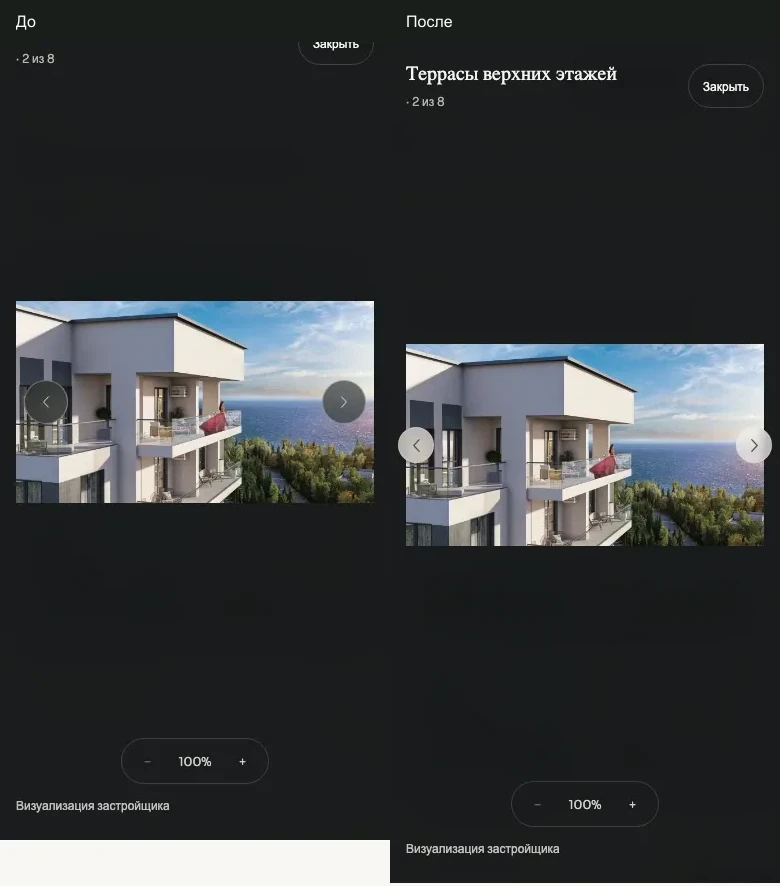 До
Закрыть
· 2 из 8
− 100% +
Визуализация застройщика
После
Террасы верхних этажей
Закрыть
· 2 из 8
− 100% +
Визуализация застройщика